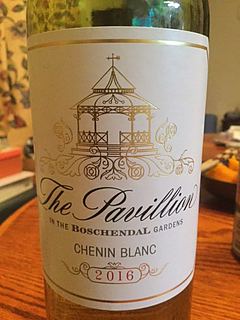 The Pavillion
IN THE BOSCHENDAL GARDENS
CHENIN BLANC
2016